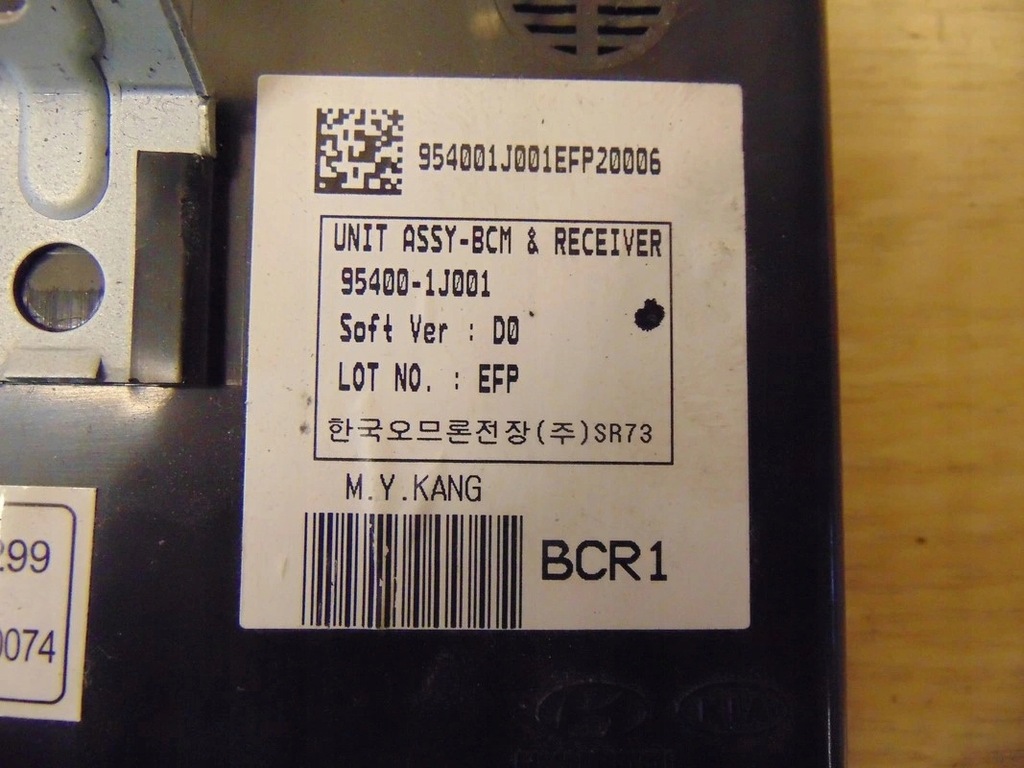 954001J001EFP20006
UNIT ASSY-BCM & RECEIVER
95400-1J001
Soft Ver : D0
LOT NO. : EFP
한국오므론전장(주)SR73
M.Y.KANG
BCR1
299
0074
KIA